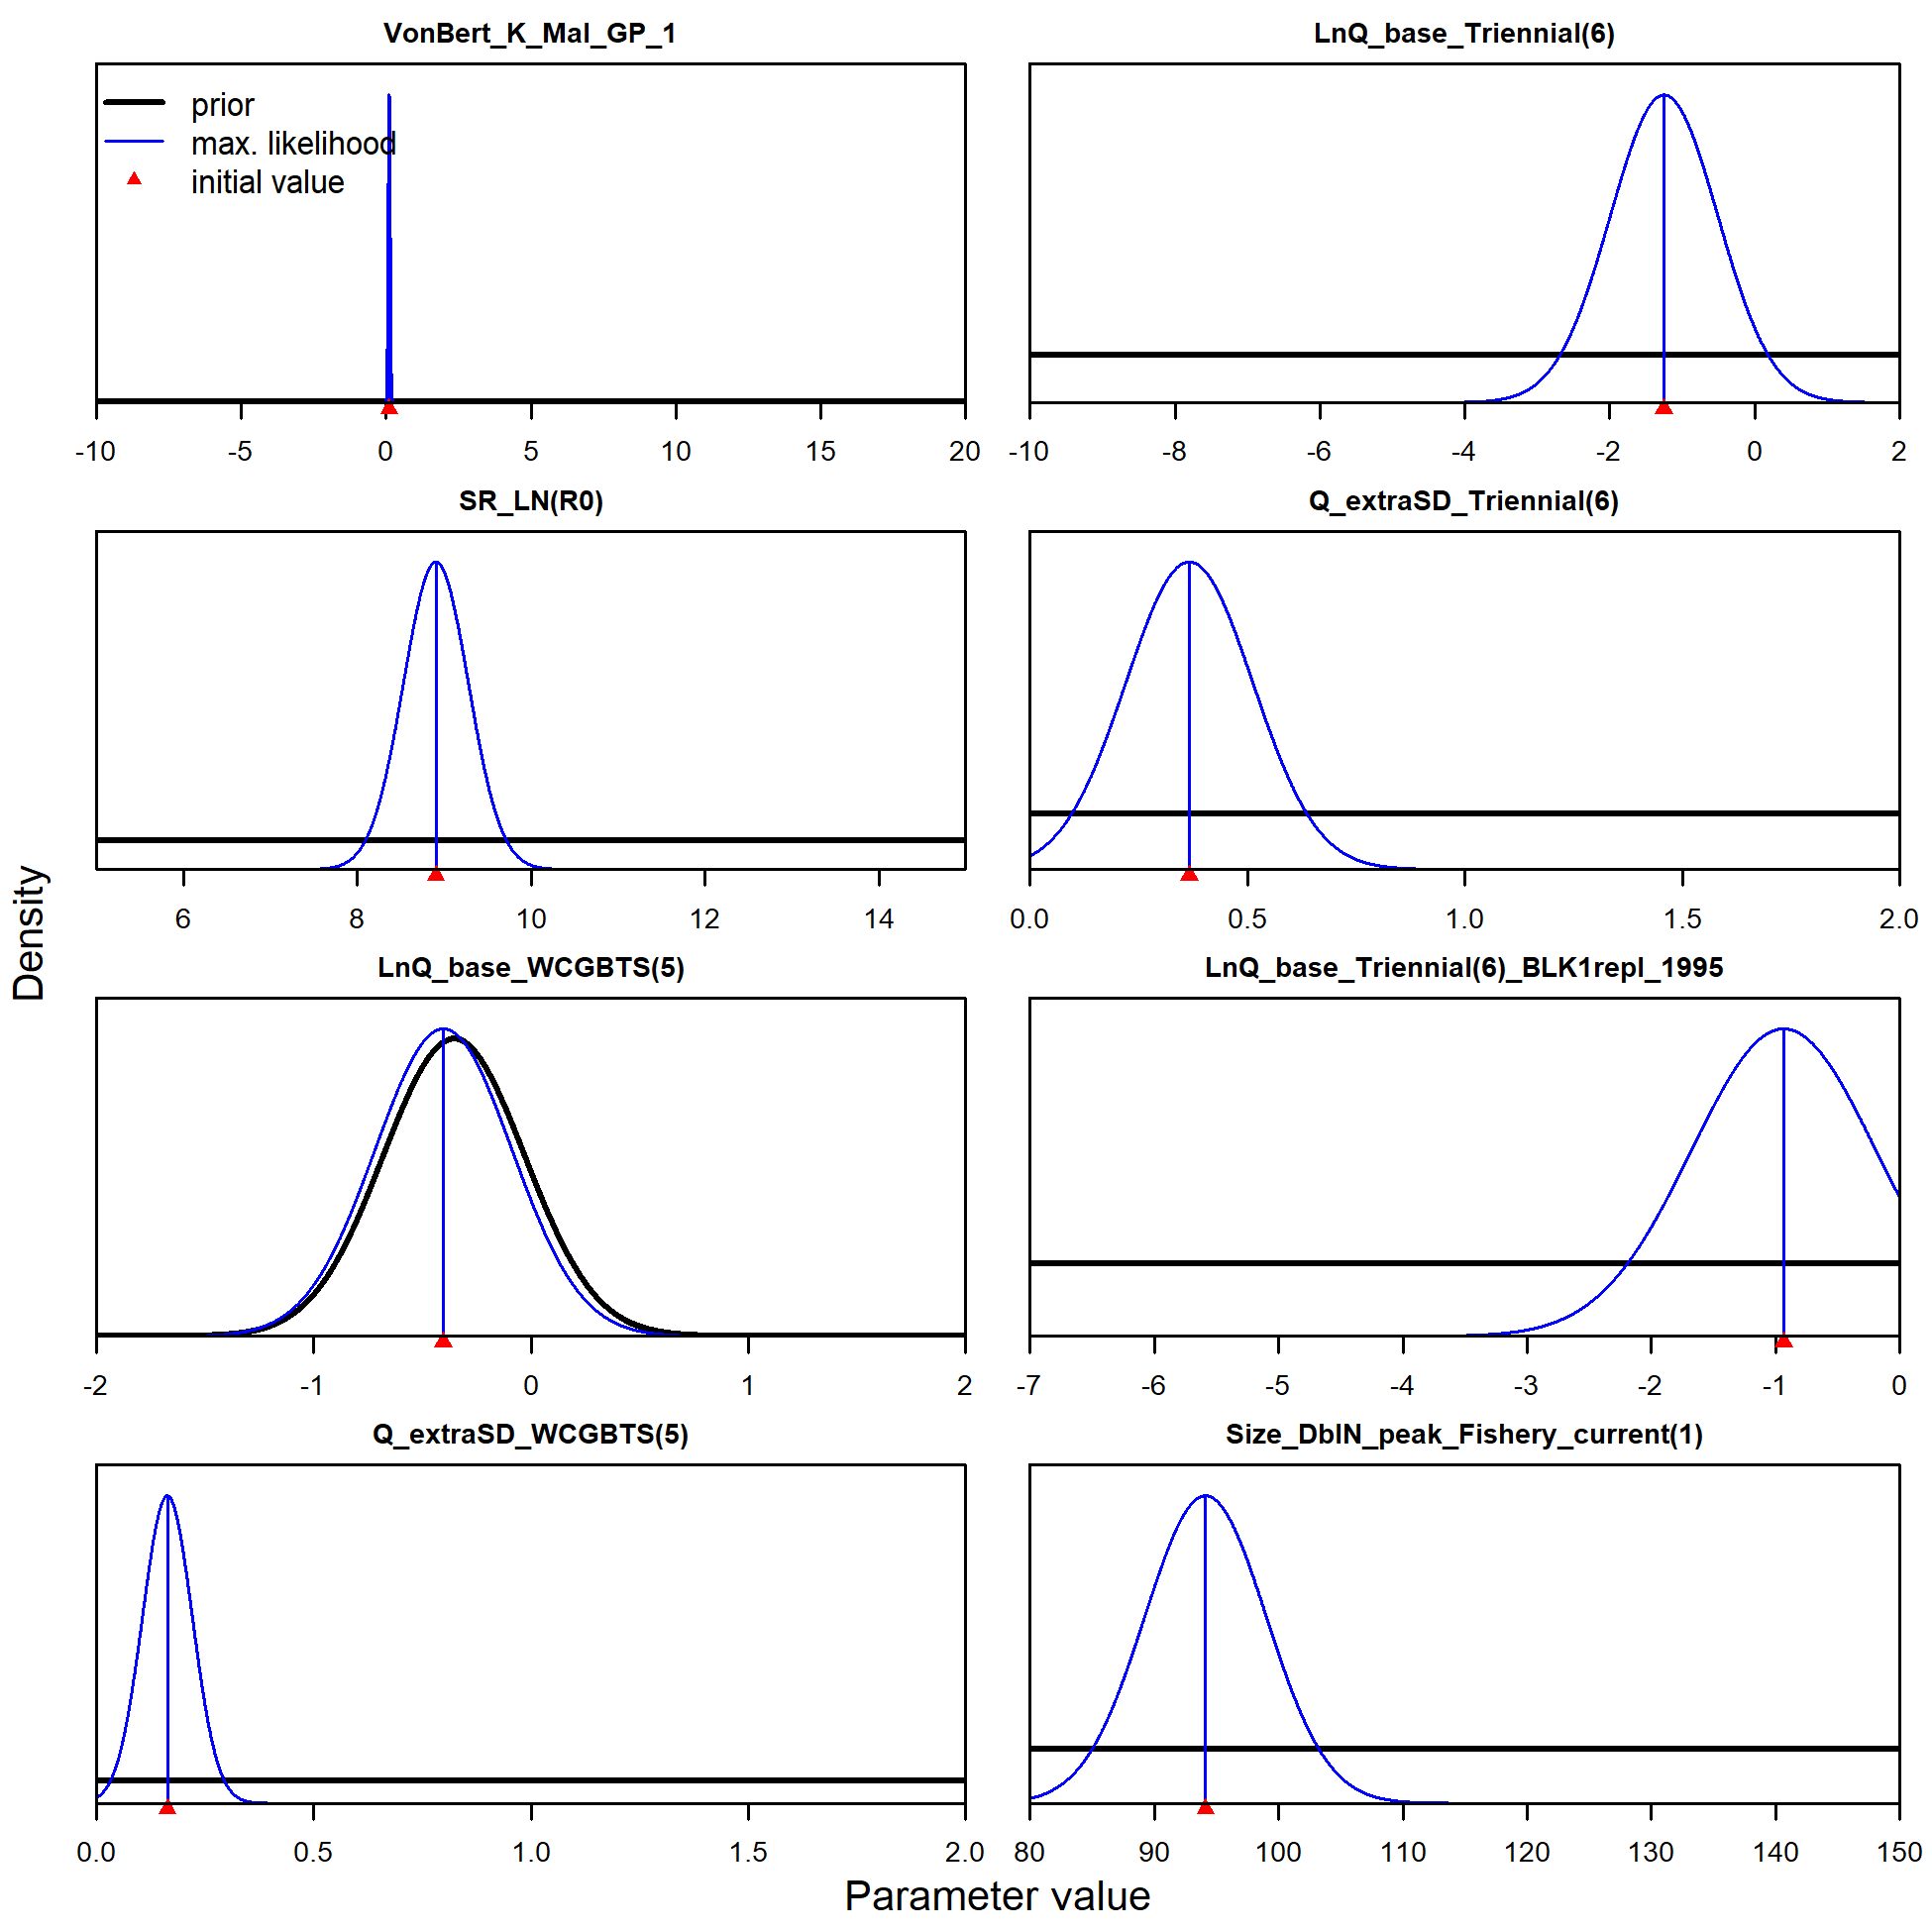 VonBert_K_Mal_GP_1
prior
max. likelihood
initial value
-10 -5 0 5 10 15 20
LnQ_base_Triennial(6)
-10 -8 -6 -4 -2 0 2
SR_LN(R0)
6 8 10 12 14
Q_extraSD_Triennial(6)
0.0 0.5 1.0 1.5 2.0
LnQ_base_WCGBTS(5)
-2 -1 0 1 2
LnQ_base_Triennial(6)_BLK1repl_1995
-7 -6 -5 -4 -3 -2 -1 0
Q_extraSD_WCGBTS(5)
0.0 0.5 1.0 1.5 2.0
Size_DblN_peak_Fishery_current(1)
80 90 100 110 120 130 140 150
Density
Parameter value